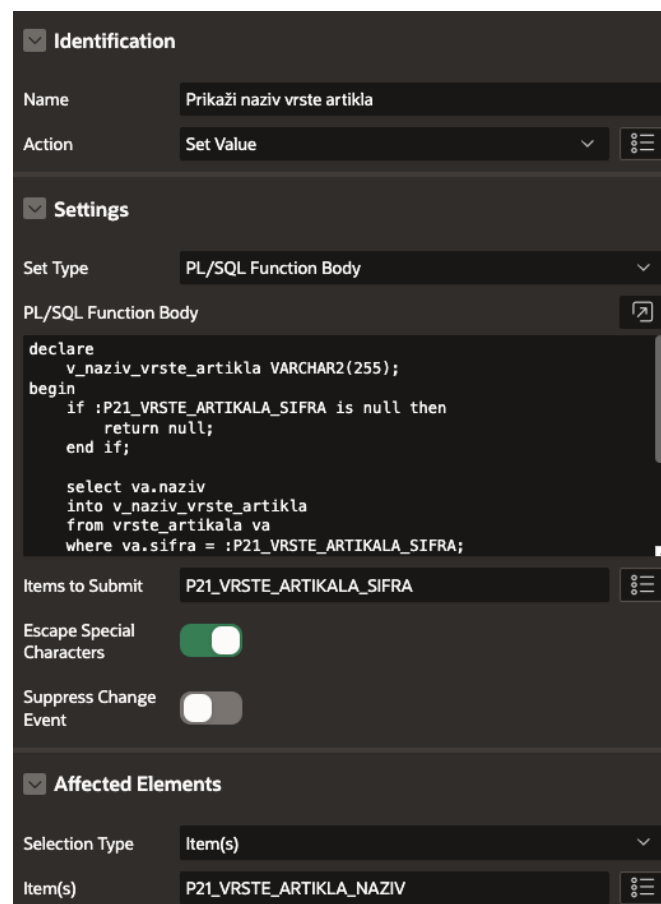 Identification
Name Prikaži naziv vrste artikla
Action Set Value
Settings
Set Type PL/SQL Function Body
PL/SQL Function Body
declare
    v_naziv_vrste_artikla VARCHAR2(255);
begin
    if :P21_VRSTE_ARTIKALA_SIFRA is null then
        return null;
    end if;
    select va.naziv
    into v_naziv_vrste_artikla
    from vrste_artikala va
    where va.sifra = :P21_VRSTE_ARTIKALA_SIFRA;
Items to Submit P21_VRSTE_ARTIKALA_SIFRA
Escape Special
Characters
Suppress Change
Event
Affected Elements
Selection Type Item(s)
Item(s) P21_VRSTE_ARTIKLA_NAZIV